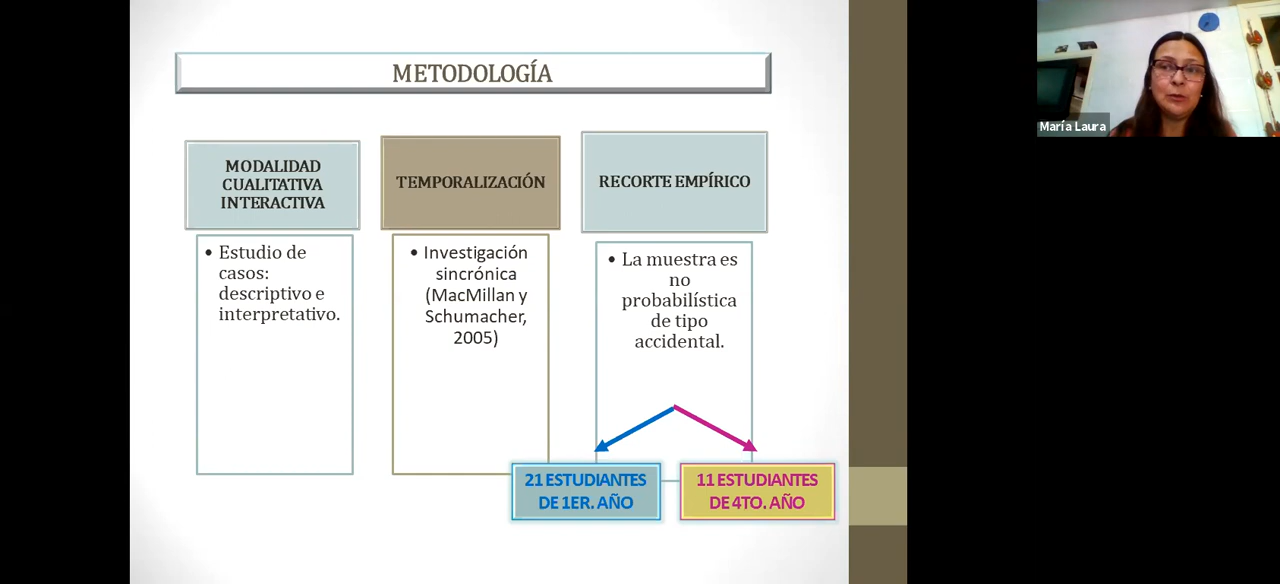 METODOLOGÍA
MODALIDAD
CUALITATIVA
INTERACTIVA
• Estudio de
casos:
descriptivo e
interpretativo.
TEMPORALIZACIÓN
• Investigación
sincrónica
(MacMillan y
Schumacher,
2005)
RECORTE EMPÍRICO
• La muestra es
no
probabilística
de tipo
accidental.
21 ESTUDIANTES
DE 1ER. AÑO
11 ESTUDIANTES
DE 4TO. AÑO
María Laura